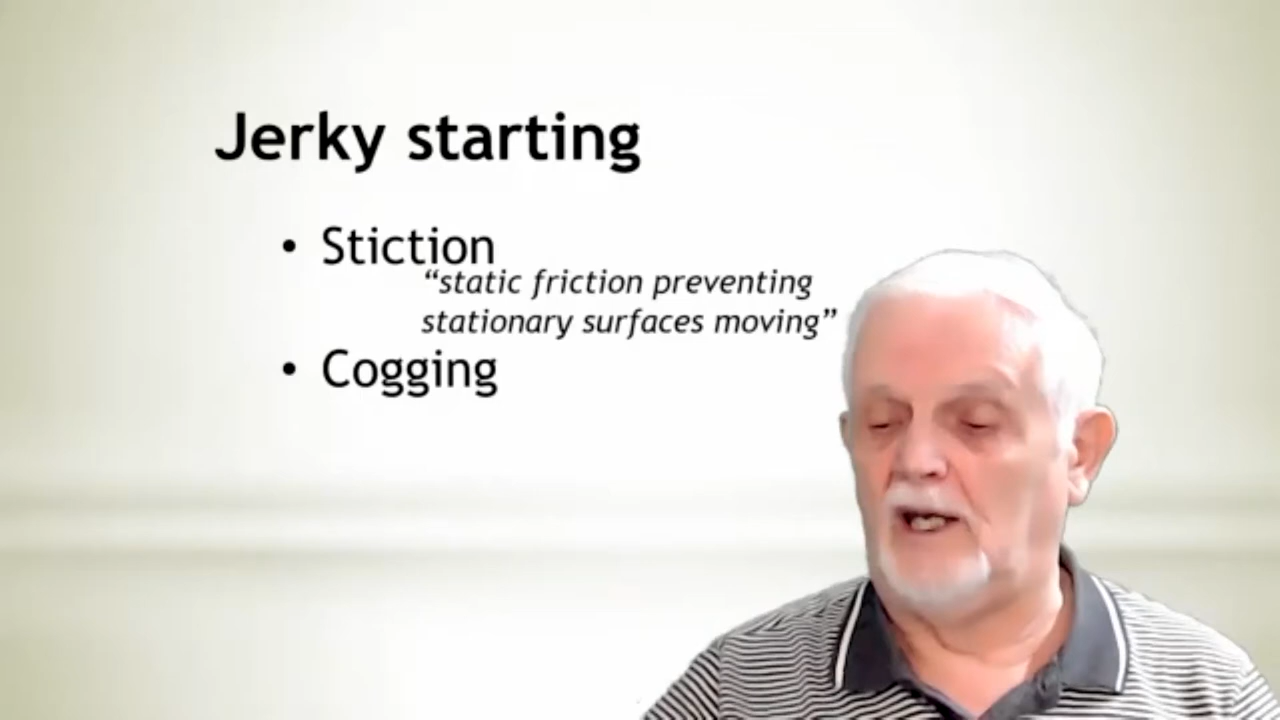 Jerky starting
• Stiction
“static friction preventing
stationary surfaces moving”
• Cogging